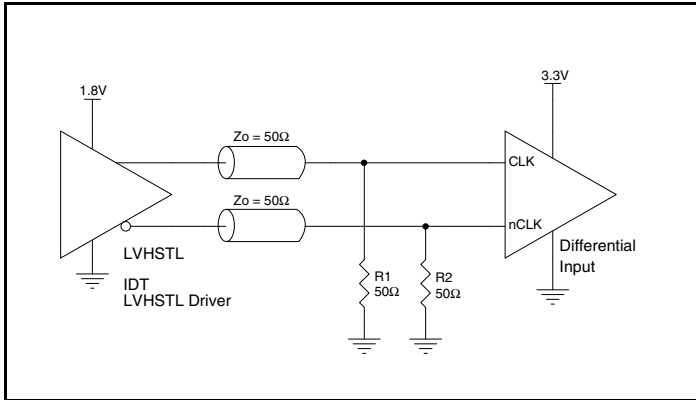 1.8V
3.3V
Zo = 50Ω
CLK
Zo = 50Ω
nCLK
LVHSTL
Differential
Input
IDT
LVHSTL Driver
R1
50Ω
R2
50Ω